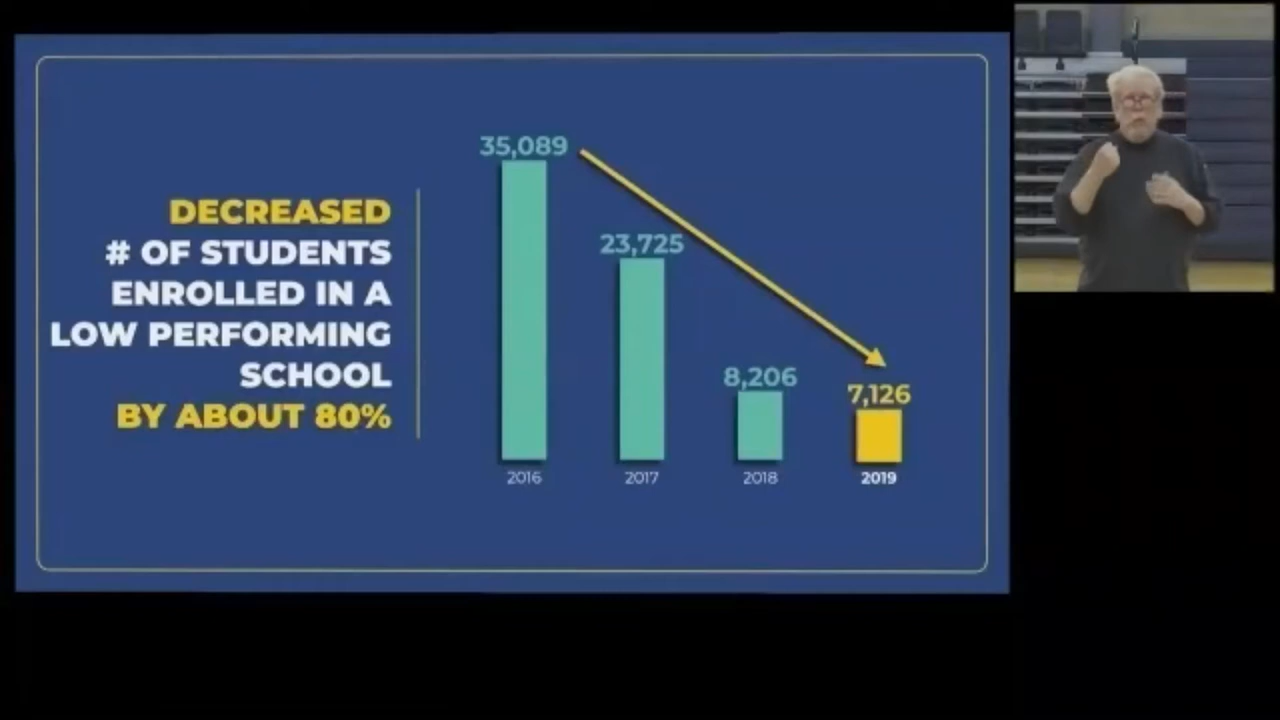 DECREASED
# OF STUDENTS
ENROLLED IN A
LOW PERFORMING
SCHOOL
BY ABOUT 80%
35,089
23,725
8,206
7,126
2016
2017
2018
2019